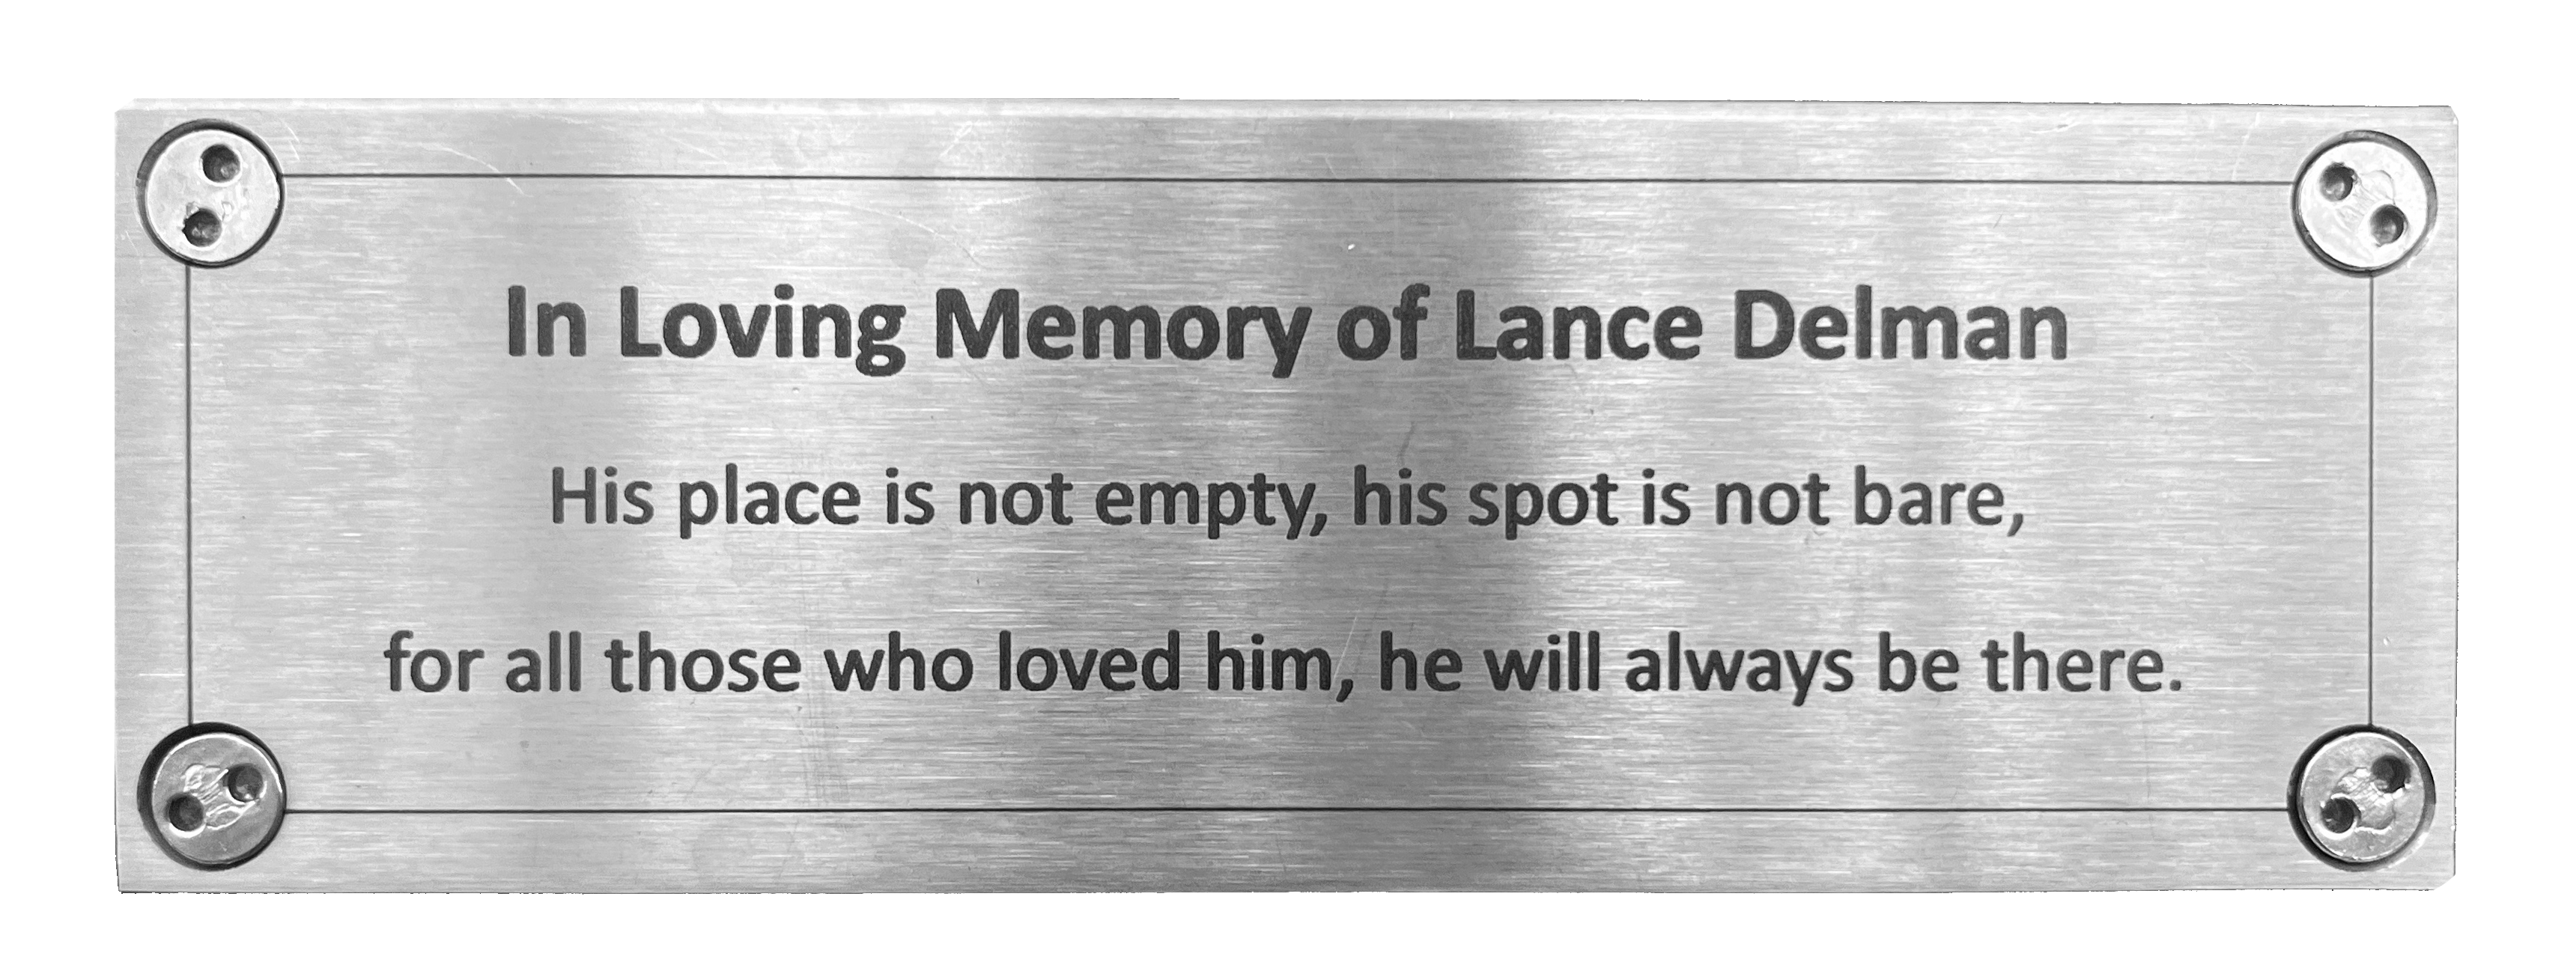 In Loving Memory of Lance Delman
His place is not empty, his spot is not bare,
for all those who loved him, he will always be there.